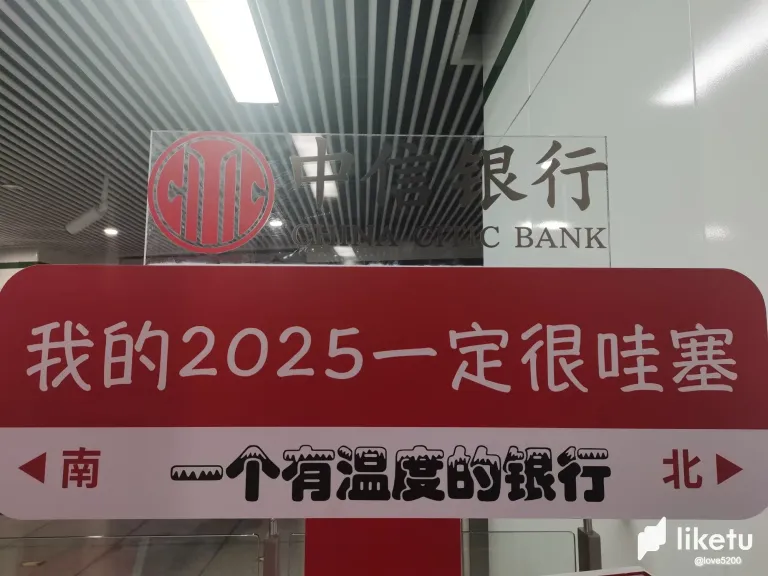 中信银行
CHINA CITIC BANK
我的2025一定很哇塞
南 一个有温度的银行 北
liketu
@love5200